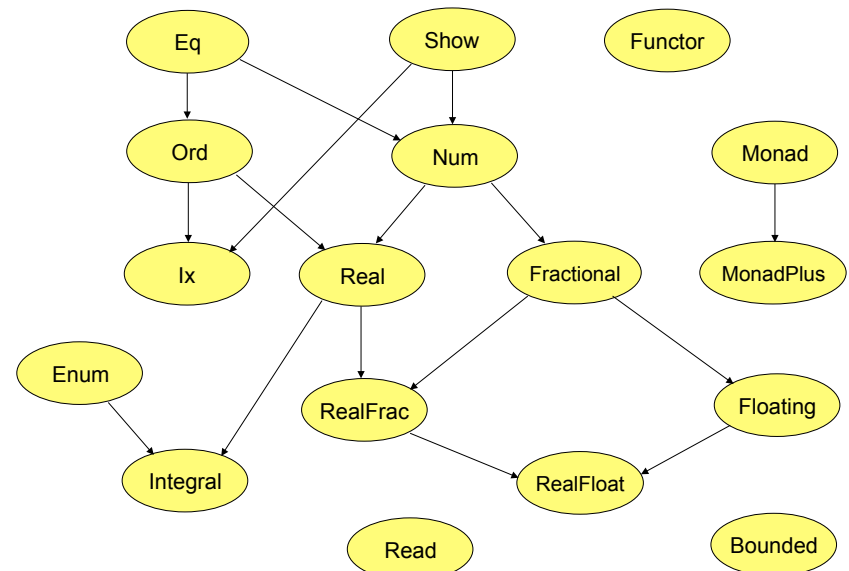 Eq
Show
Functor
Ord
Num
Monad
Ix
Real
Fractional
MonadPlus
Enum
RealFrac
Floating
Integral
RealFloat
Read
Bounded